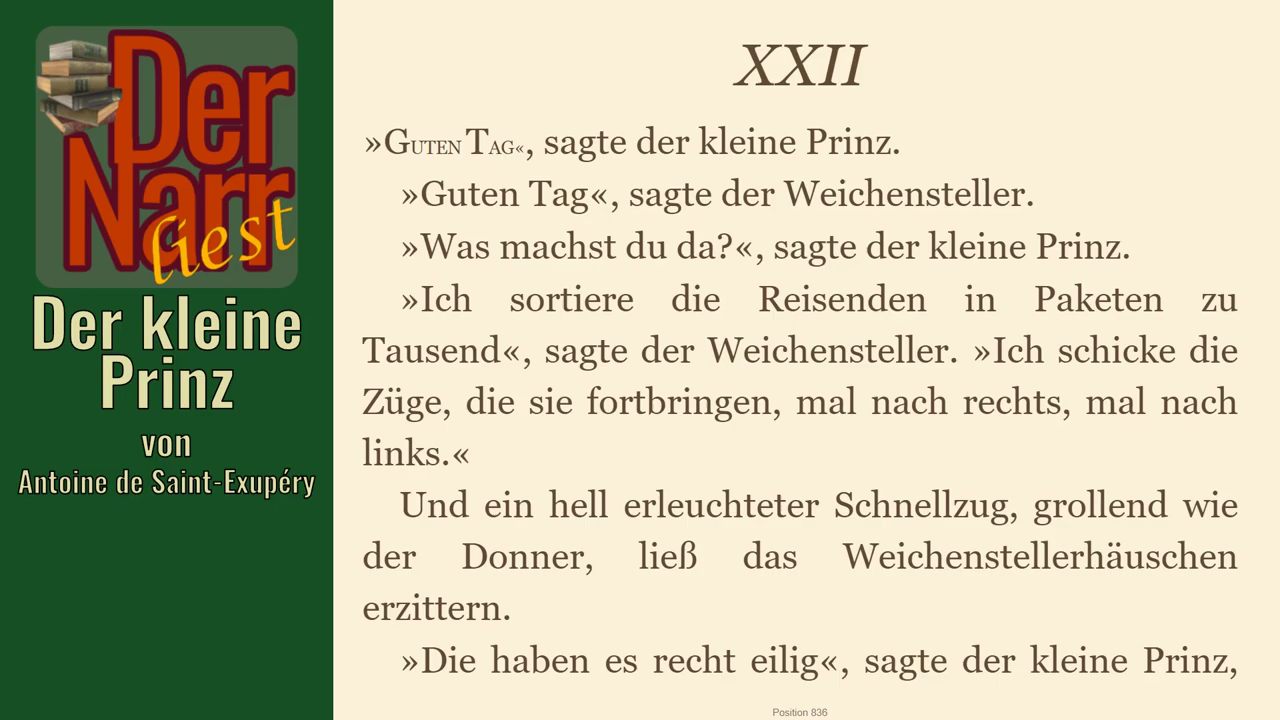 Der
Narr
liest
Der kleine
Prinz
von
Antoine de Saint-Exupéry
XXII
»GUTEN TAG«, sagte der kleine Prinz.
»Guten Tag«, sagte der Weichensteller.
»Was machst du da?«, sagte der kleine Prinz.
»Ich sortiere die Reisenden in Paketen zu
Tausend«, sagte der Weichensteller. »Ich schicke die
Züge, die sie fortbringen, mal nach rechts, mal nach
links.«
Und ein hell erleuchteter Schnellzug, grollend wie
der Donner, ließ das Weichenstellerhäuschen
erzittern.
»Die haben es recht eilig«, sagte der kleine Prinz,
Position 836